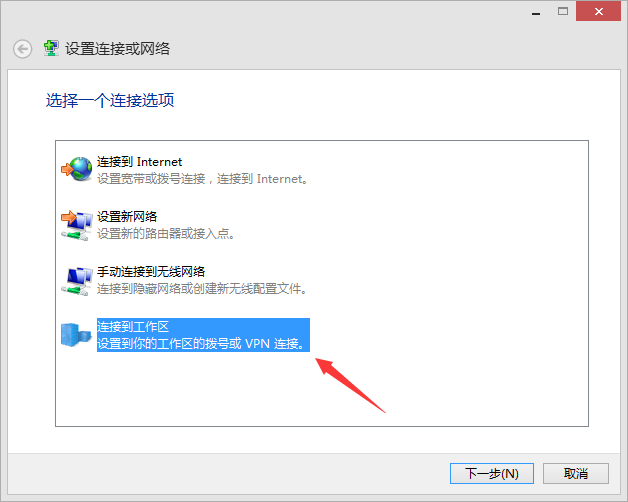 设置连接或网络
选择一个连接选项
连接到 Internet
设置宽带或拨号连接，连接到 Internet。
设置新网络
设置新的路由器或接入点。
手动连接到无线网络
连接到隐藏网络或创建新无线配置文件。
连接到工作区
设置到你的工作区的拨号或 VPN 连接。
下一步(N)
取消